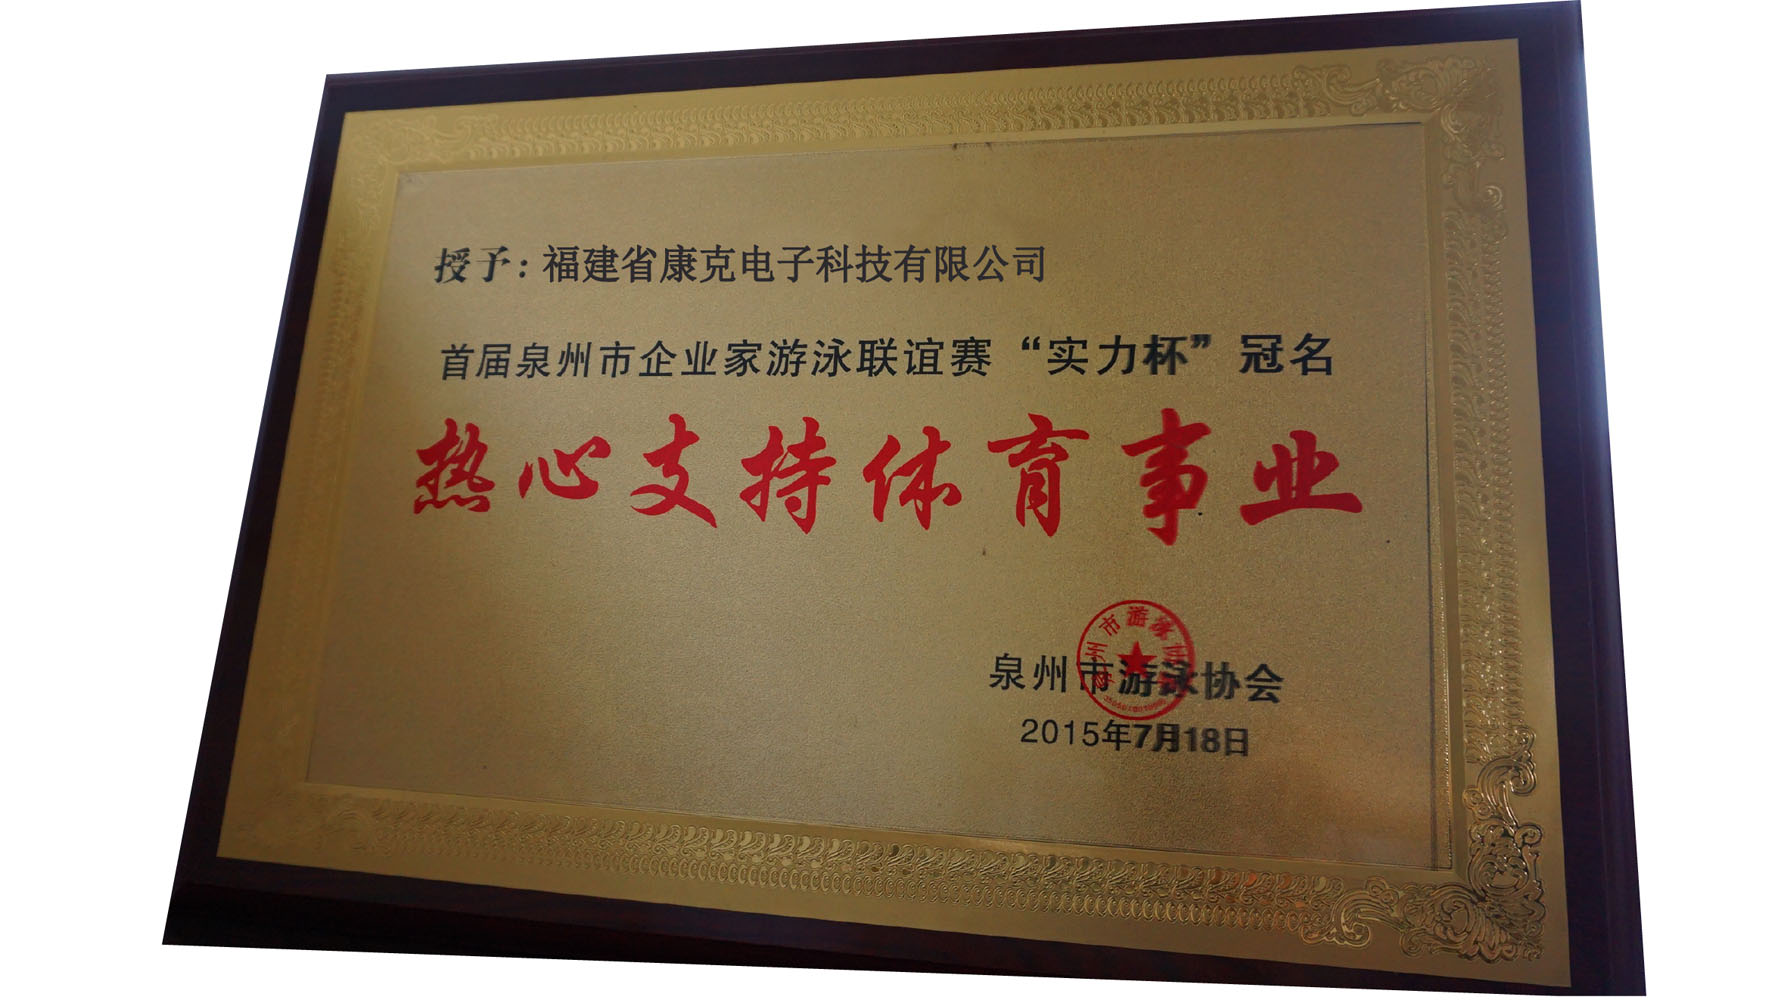 授予：福建省康克电子科技有限公司
首届泉州市企业家游泳联谊赛“实力杯”冠名
热心支持体育事业
泉州市游泳协会
2015年7月18日